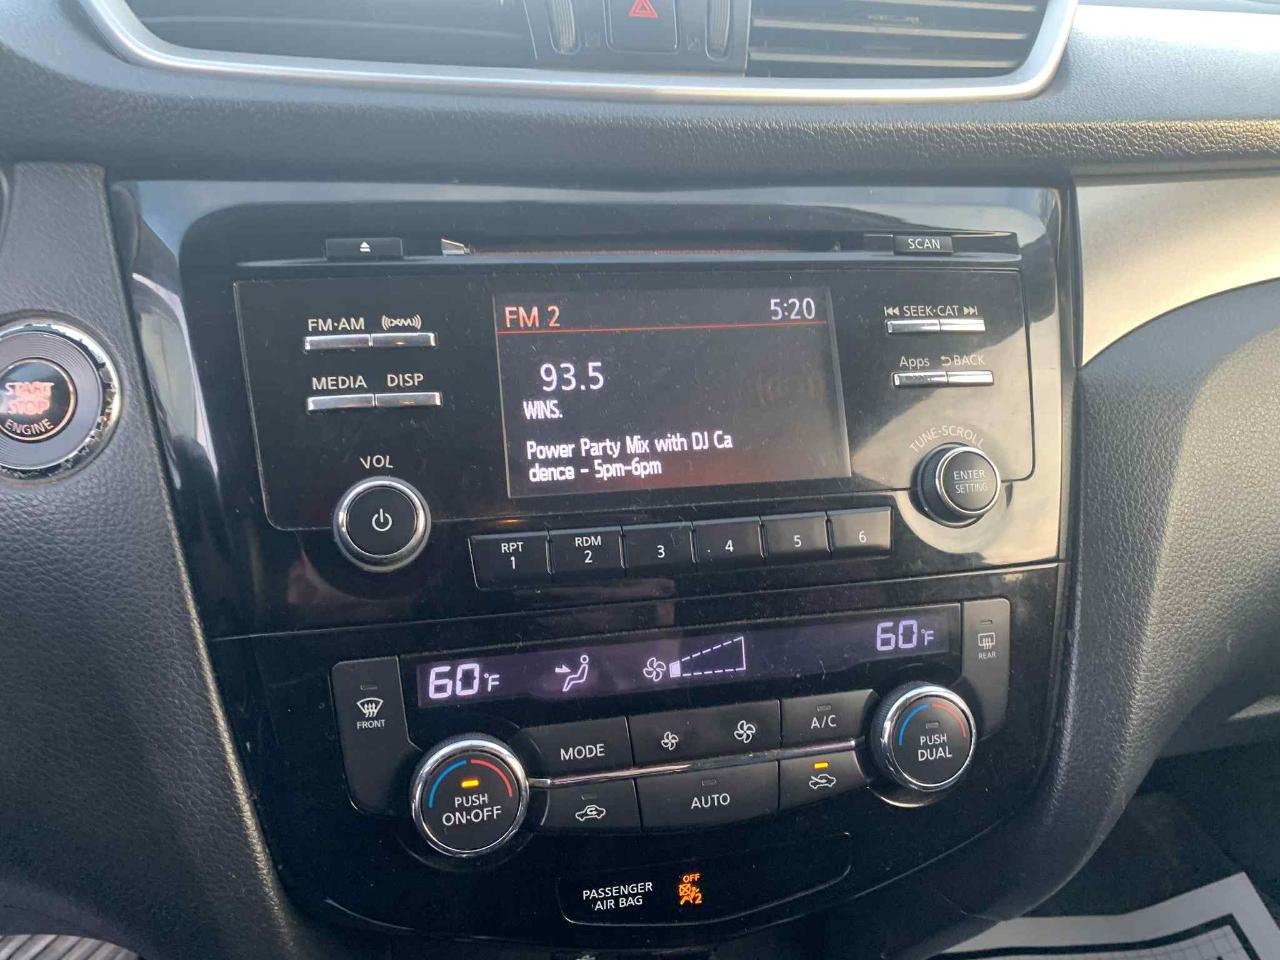 SCAN
FM·AM ((XM))
FM 2 5:20
SEEK·CAT
MEDIA DISP
93.5
Apps BACK
WINS.
START
STOP
ENGINE
TUNE·SCROLL
Power Party Mix with DJ Ca
dence - 5pm-6pm
VOL
ENTER
SETTING
RPT
1
RDM
2
3
4
5
6
60°F
60°F
REAR
FRONT
MODE
A/C
PUSH
DUAL
PUSH
ON·OFF
AUTO
PASSENGER
AIR BAG
OFF
2